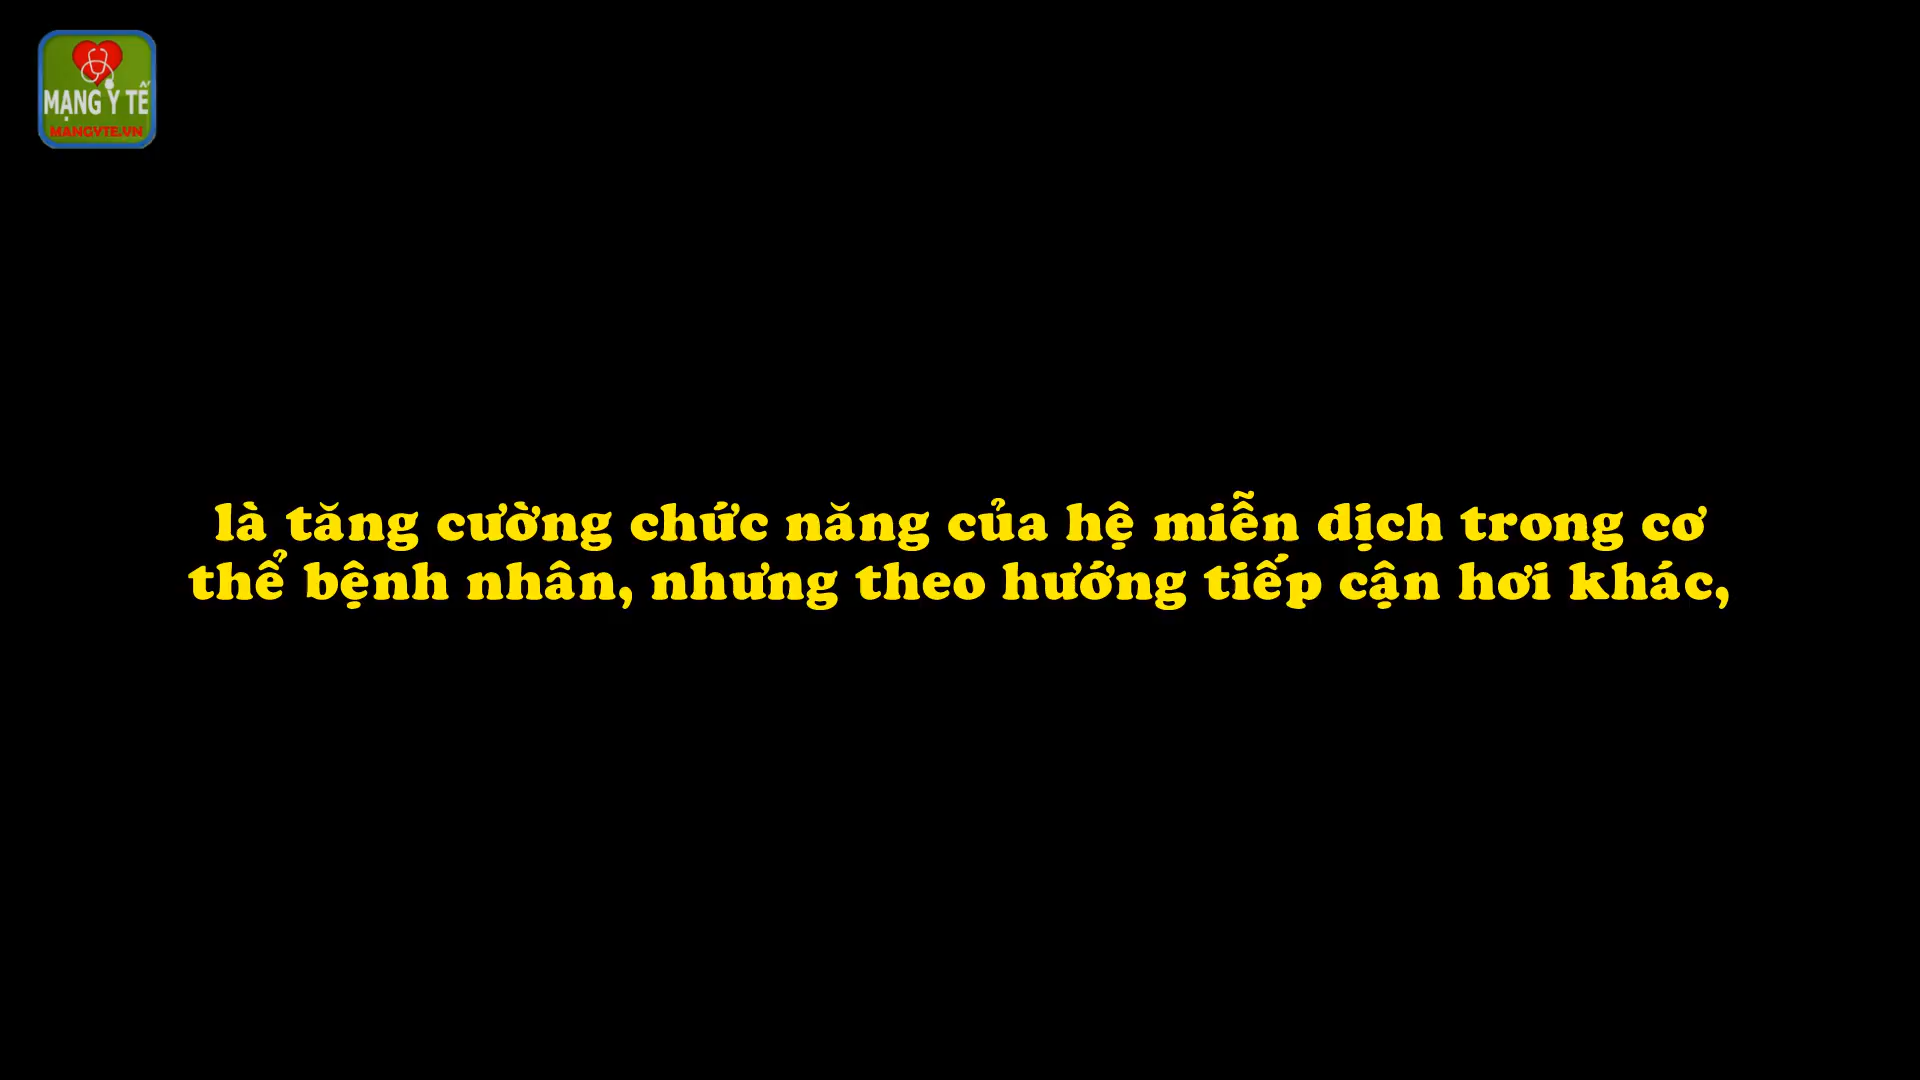 MẠNG Y TẾ
MANGYTE.VN
là tăng cường chức năng của hệ miễn dịch trong cơ
thể bệnh nhân, nhưng theo hướng tiếp cận hơi khác,